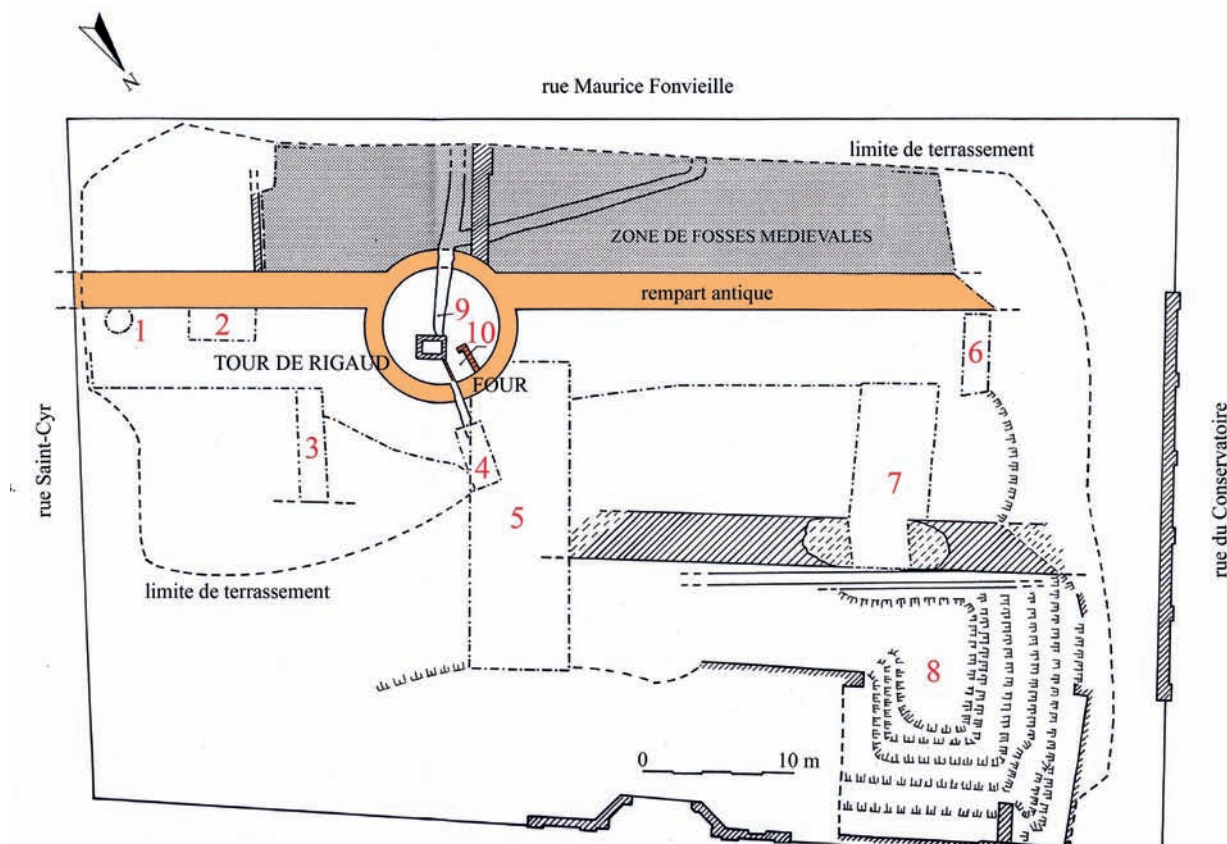 N
rue Maurice Fonvieille
limite de terrassement
ZONE DE FOSSES MEDIEVALES
rempart antique
1
2
9
10
6
TOUR DE RIGAUD
FOUR
rue Saint-Cyr
3
4
5
7
rue du Conservatoire
limite de terrassement
8
0 10 m